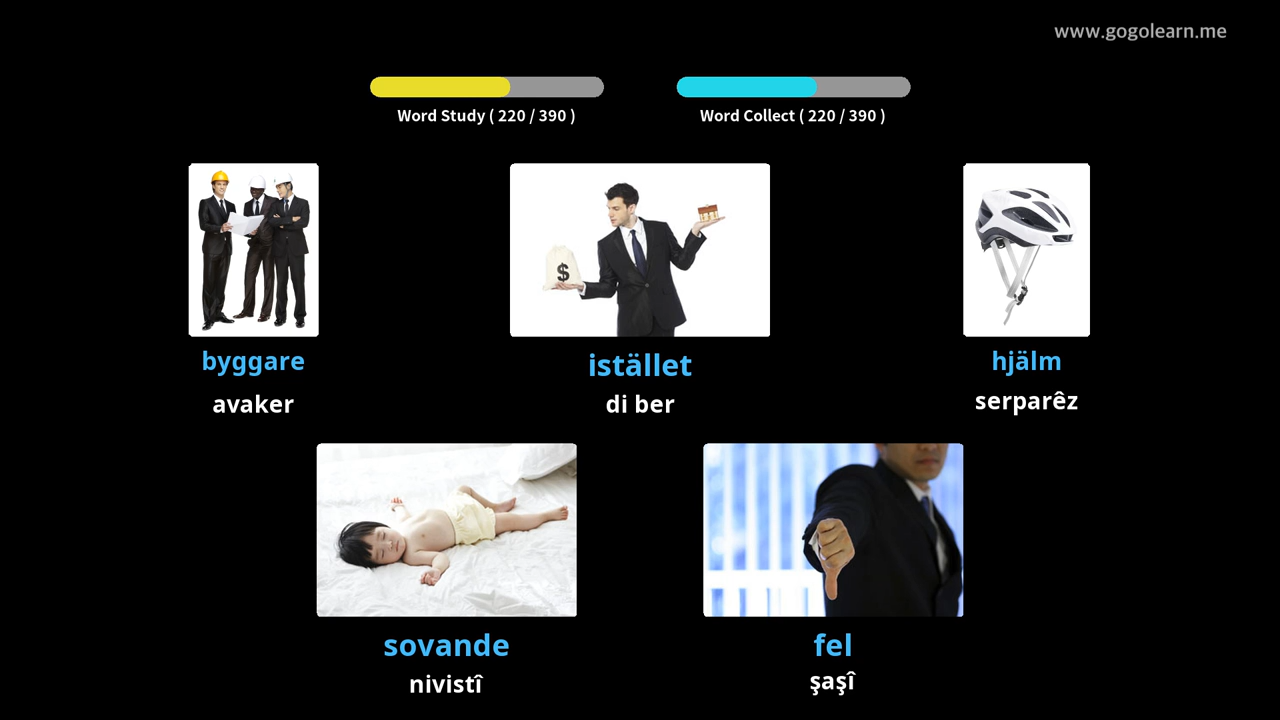 www.gogolearn.me
Word Study ( 220 / 390 )
Word Collect ( 220 / 390 )
byggare
avaker
istället
di ber
hjälm
serparêz
$
sovande
nivistî
fel
şaşî